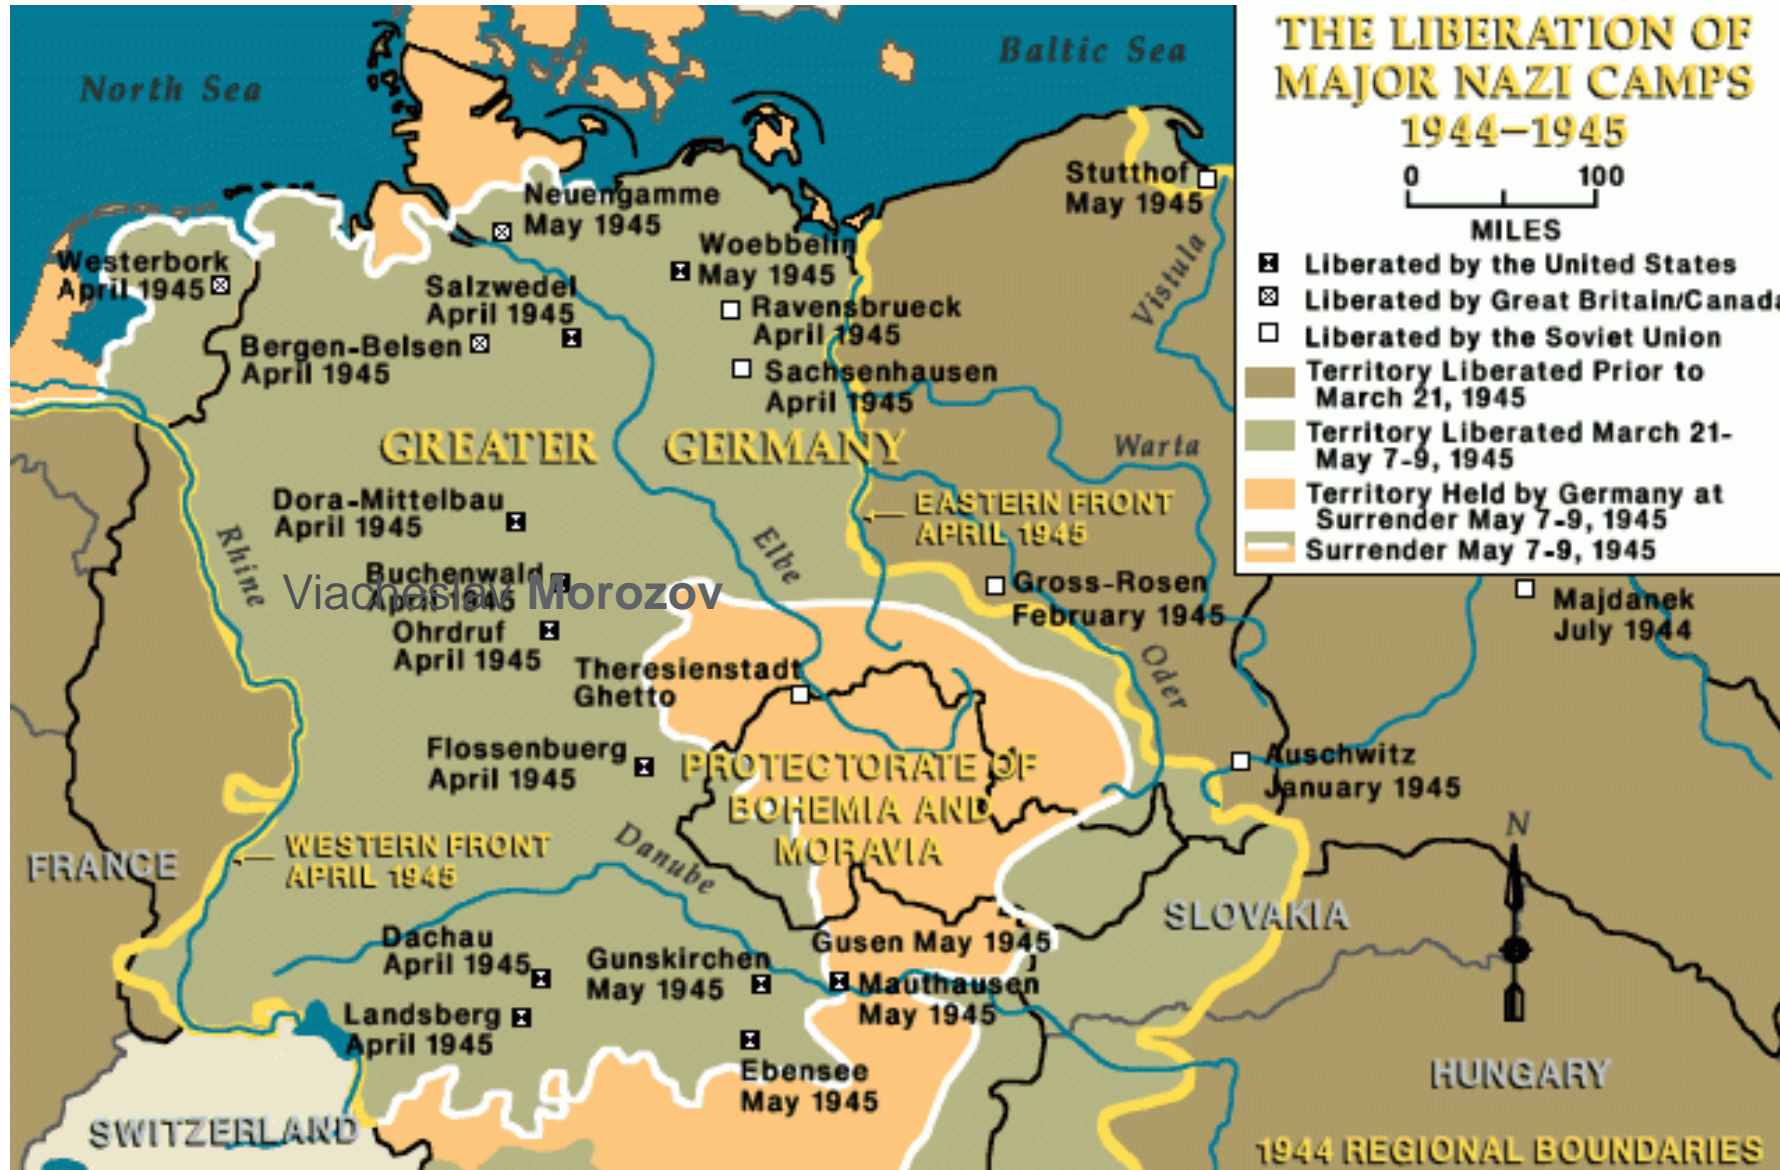 THE LIBERATION OF
MAJOR NAZI CAMPS
1944–1945
0 100
MILES
Liberated by the United States
Liberated by Great Britain/Canada
Liberated by the Soviet Union
Territory Liberated Prior to
March 21, 1945
Territory Liberated March 21-
May 7-9, 1945
Territory Held by Germany at
Surrender May 7-9, 1945
Surrender May 7-9, 1945
North Sea
Baltic Sea
Stutthof
May 1945
Neuengamme
May 1945
Woebbelin
May 1945
Westerbork
April 1945
Salzwedel
April 1945
Ravensbrueck
April 1945
Bergen-Belsen
April 1945
Sachsenhausen
April 1945
Vistula
GREATER GERMANY
Warta
Dora-Mittelbau
April 1945
EASTERN FRONT
APRIL 1945
Rhine
Elbe
Buchenwald
April 1945
Viacheslav Morozov
Gross-Rosen
February 1945
Majdanek
July 1944
Ohrdruf
April 1945
Theresienstadt
Ghetto
Oder
Flossenbuerg
April 1945
PROTECTORATE OF
BOHEMIA AND
MORAVIA
Auschwitz
January 1945
FRANCE
WESTERN FRONT
APRIL 1945
Danube
N
SLOVAKIA
Dachau
April 1945
Gunskirchen
May 1945
Gusen May 1945
Mauthausen
May 1945
Landsberg
April 1945
Ebensee
May 1945
HUNGARY
SWITZERLAND
1944 REGIONAL BOUNDARIES